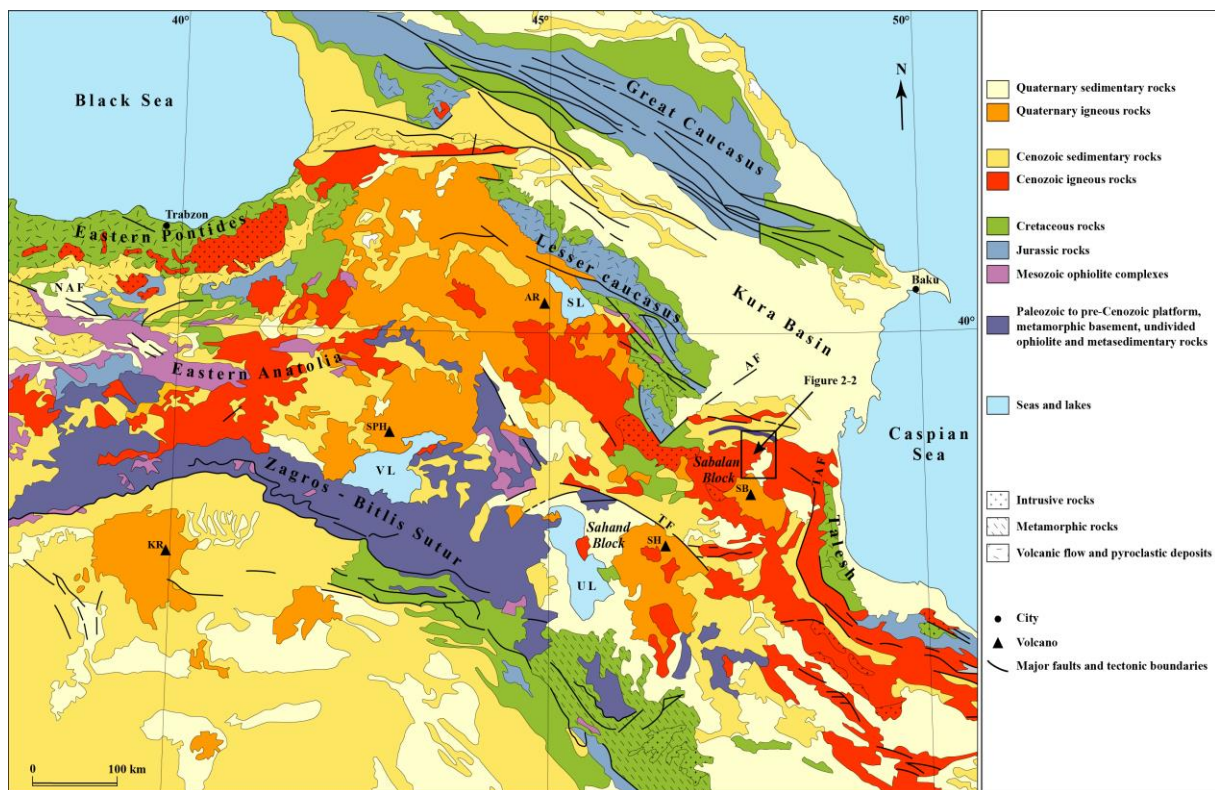 40°
45°
50°
Black Sea
N
Great Caucasus
Trabzon
Eastern Pontides
Lesser caucasus
NAF
AR
SL
Baku
Kura Basin
40°
Eastern Anatolia
AF
Figure 2-2
SPH
VL
Caspian
Sea
Sabalan
Block
SB
TAF
Zagros - Bitlis Sutur
TF
Sahand
Block
SH
Talesh
KR
UL
0 100 km
Quaternary sedimentary rocks
Quaternary igneous rocks
Cenozoic sedimentary rocks
Cenozoic igneous rocks
Cretaceous rocks
Jurassic rocks
Mesozoic ophiolite complexes
Paleozoic to pre-Cenozoic platform,
metamorphic basement, undivided
ophiolite and metasedimentary rocks
Seas and lakes
Intrusive rocks
Metamorphic rocks
Volcanic flow and pyroclastic deposits
City
Volcano
Major faults and tectonic boundaries